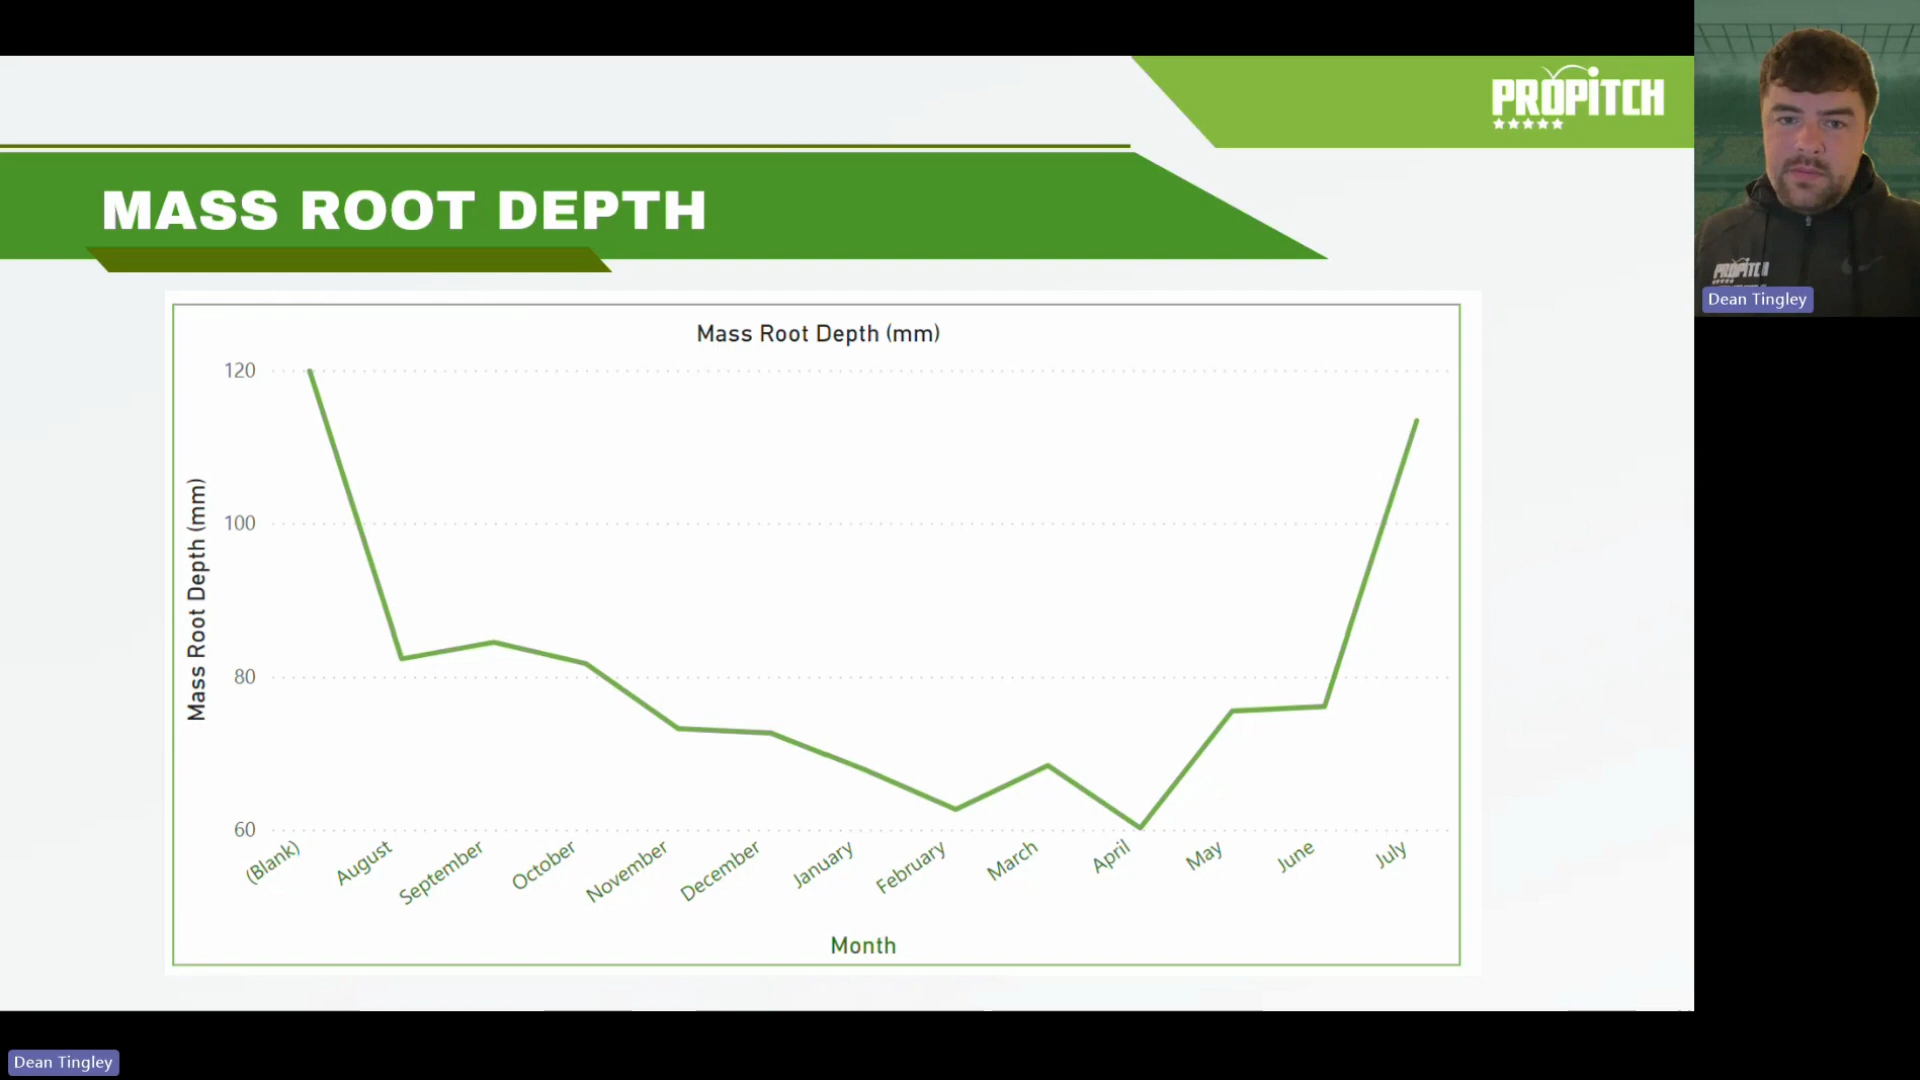 PROPITCH
MASS ROOT DEPTH
Mass Root Depth (mm)
Mass Root Depth (mm)
120
100
80
60
(Blank)
August
September
October
November
December
January
February
March
April
May
June
July
Month
PROPITCH
Dean Tingley
Dean Tingley